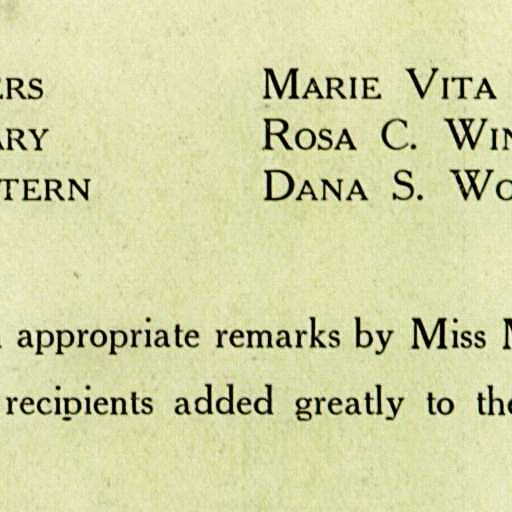 ERS MARIE VITA
ARY ROSA C. WIN
TERN DANA S. WO
appropriate remarks by Miss
recipients added greatly to the